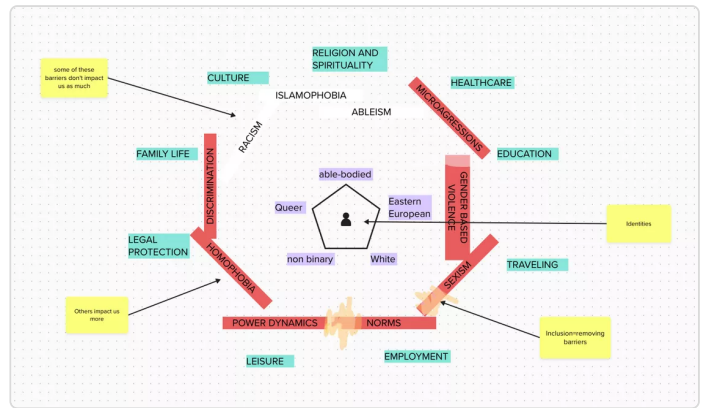 some of these
barriers don't impact
us as much
CULTURE
RELIGION AND
SPIRITUALITY
HEALTHCARE
ISLAMOPHOBIA
ABLEISM
MICROAGRESSIONS
RACISM
FAMILY LIFE
DISCRIMINATION
EDUCATION
able-bodied
Queer
Eastern
European
non binary
White
GENDER BASED
VIOLENCE
Identities
LEGAL
PROTECTION
HOMOPHOBIA
SEXISM
TRAVELING
Others impact us
more
POWER DYNAMICS
NORMS
Inclusion=removing
barriers
LEISURE
EMPLOYMENT